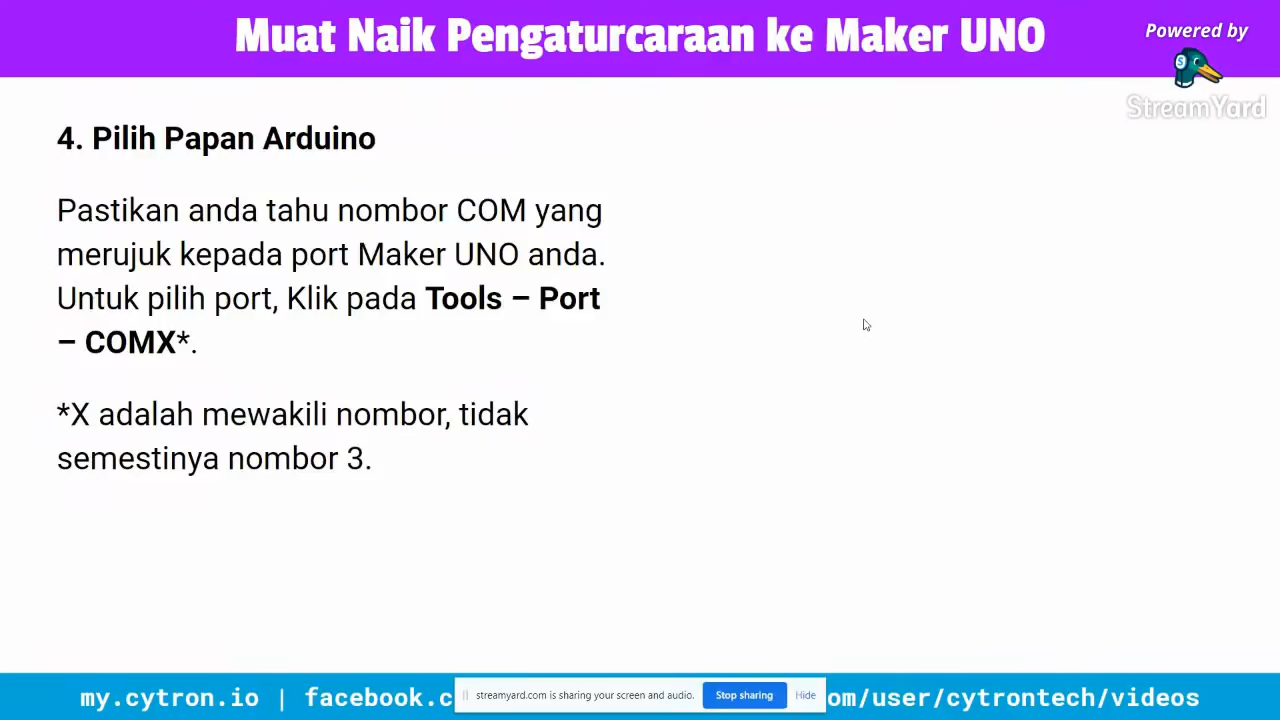 Muat Naik Pengaturcaraan ke Maker UNO
Powered by
StreamYard
4. Pilih Papan Arduino
Pastikan anda tahu nombor COM yang
merujuk kepada port Maker UNO anda.
Untuk pilih port, Klik pada Tools – Port
– COMX*.
*X adalah mewakili nombor, tidak
semestinya nombor 3.
my.cytron.io | facebook.c
streamyard.com is sharing your screen and audio. Stop sharing Hide
om/user/cytrontech/videos